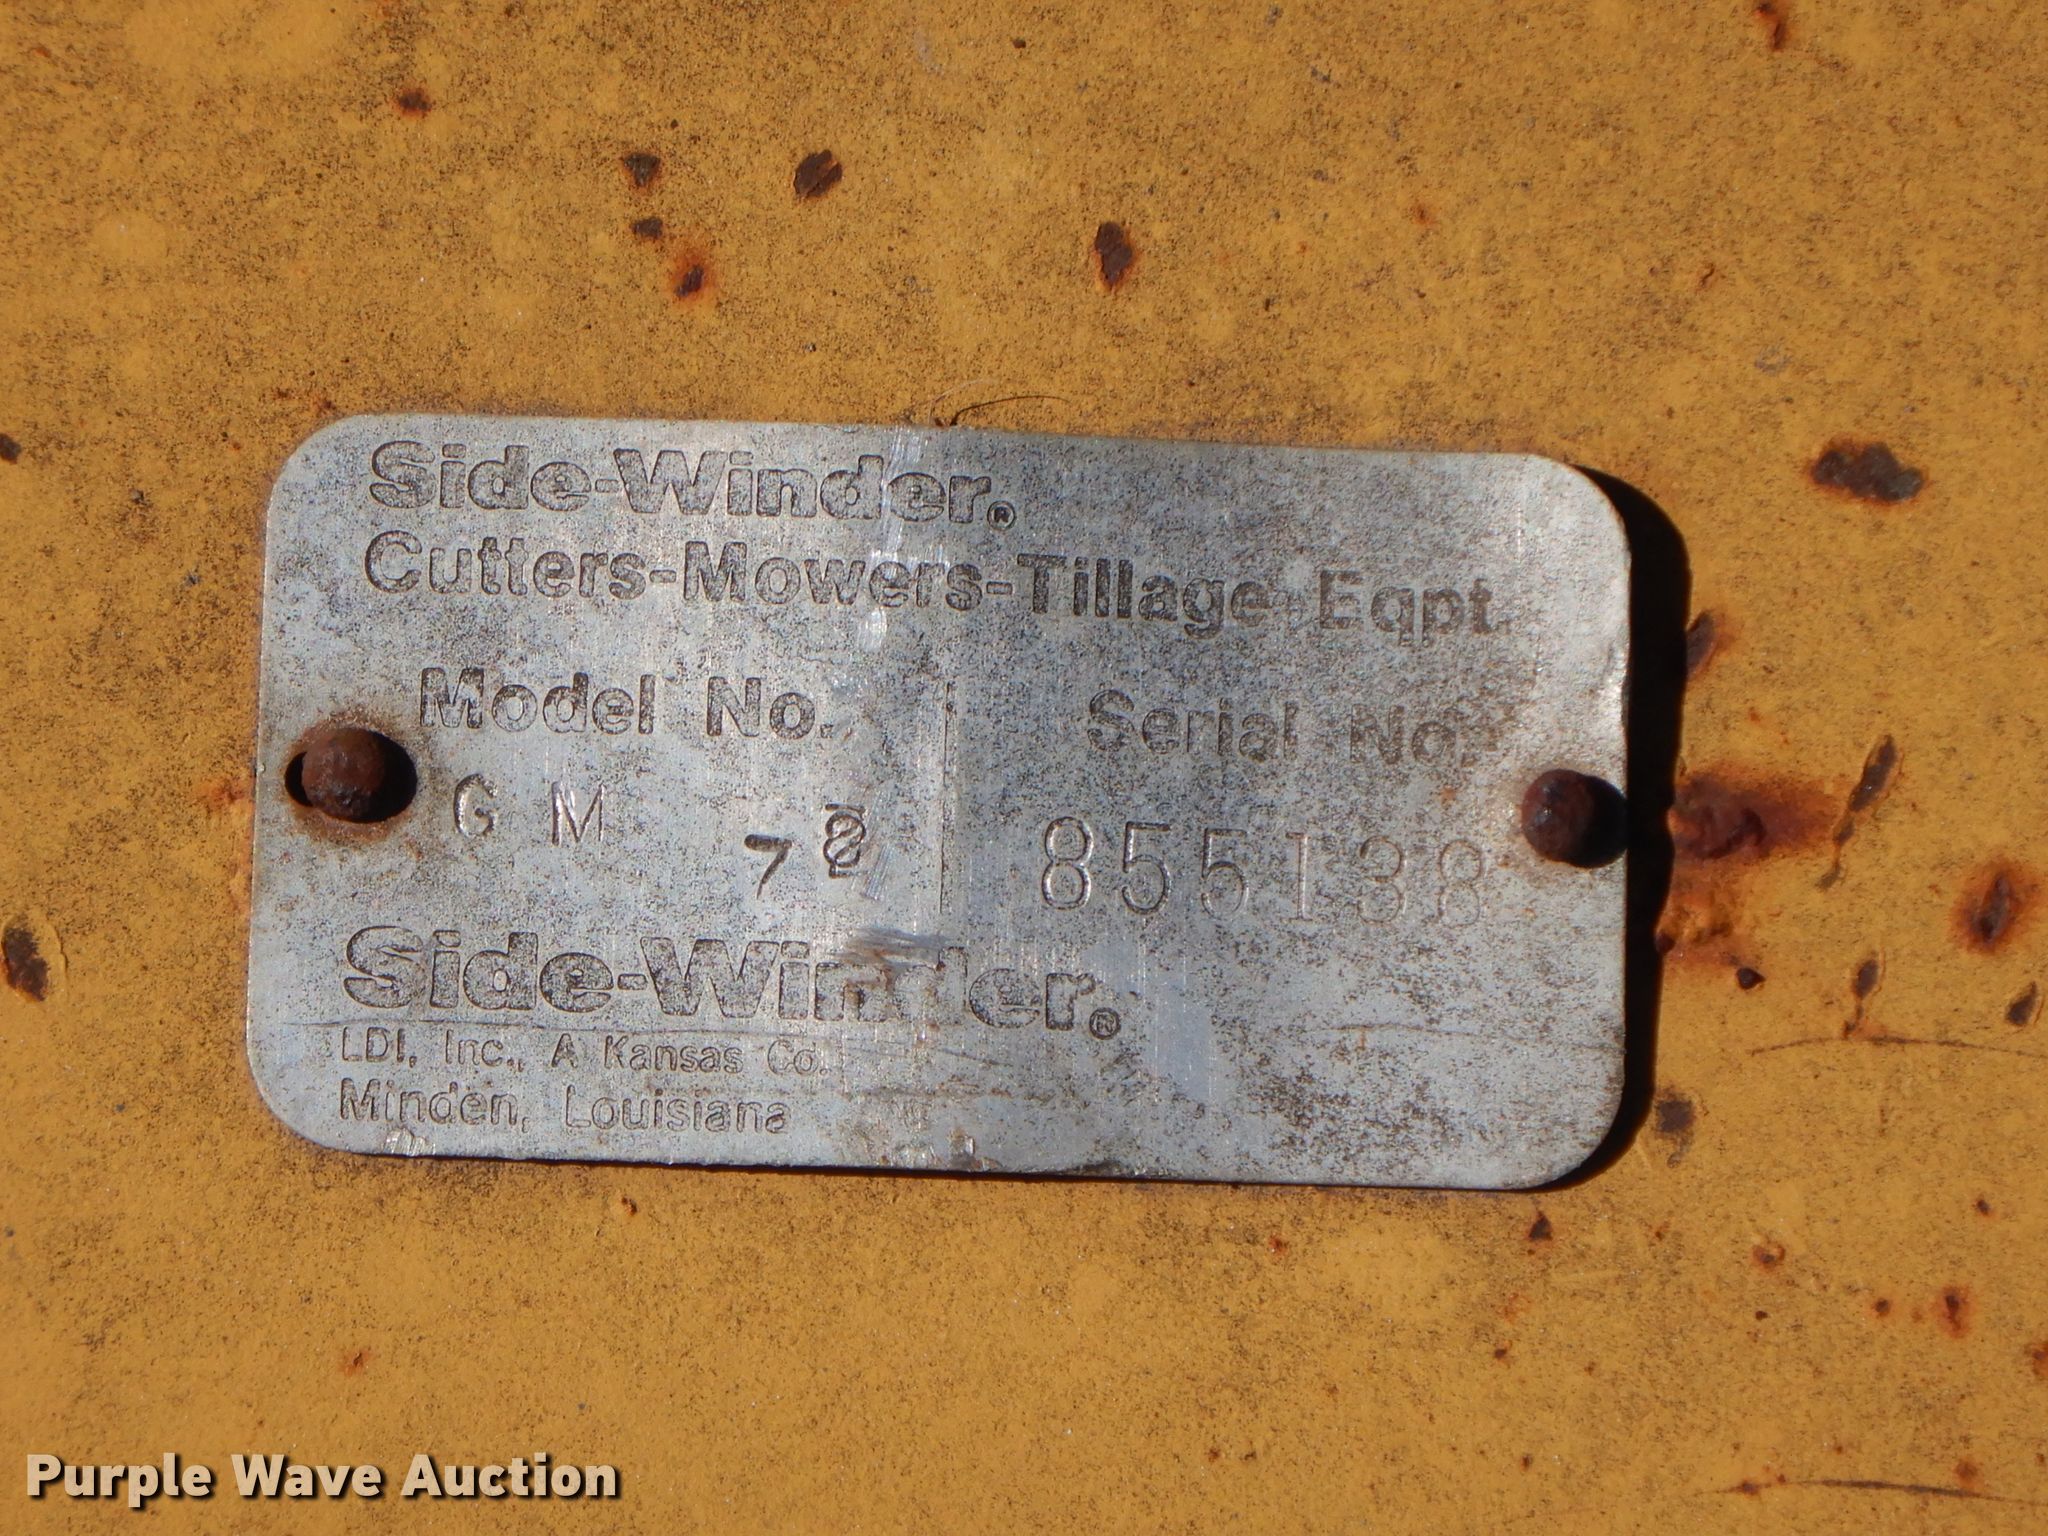 Side-Winder®
Cutters-Mowers-Tillage Eqpt
Model No. Serial No.
G M 855138
Side-Winder®
LDI, Inc., A Kansas Co.
Minden, Louisiana
Purple Wave Auction